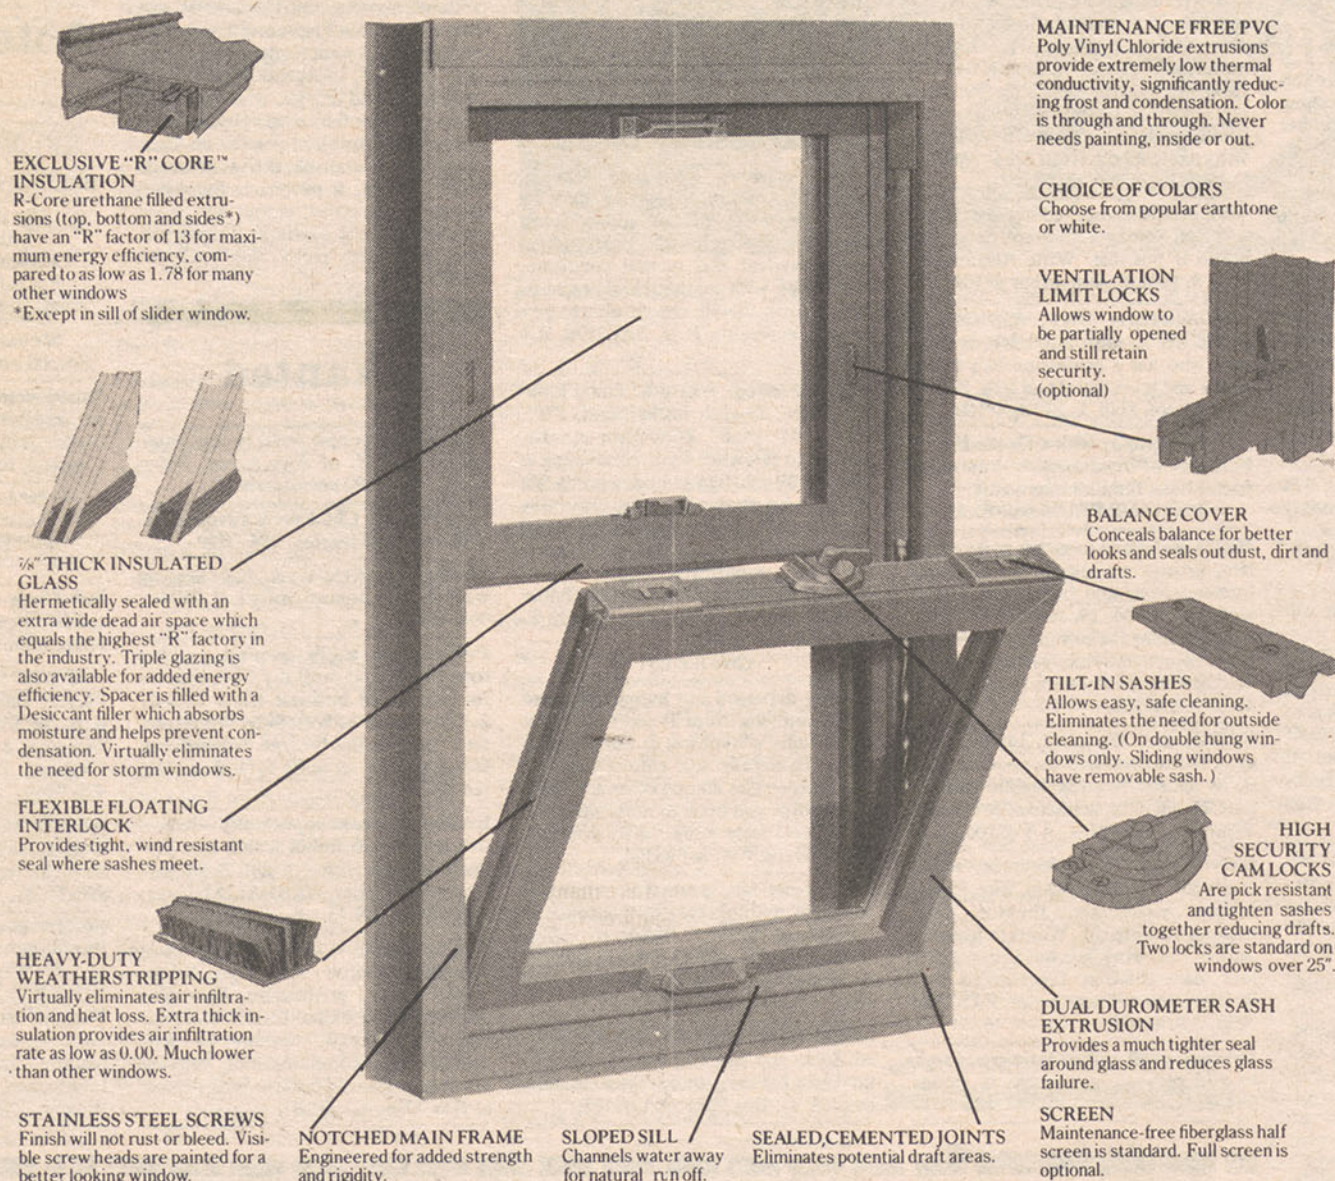 EXCLUSIVE “R” CORE™
INSULATION
R-Core urethane filled extru-
sions (top, bottom and sides*)
have an “R” factor of 13 for maxi-
mum energy efficiency, com-
pared to as low as 1.78 for many
other windows
*Except in sill of slider window.
⅞” THICK INSULATED
GLASS
Hermetically sealed with an
extra wide dead air space which
equals the highest “R” factory in
the industry. Triple glazing is
also available for added energy
efficiency. Spacer is filled with a
Desiccant filler which absorbs
moisture and helps prevent con-
densation. Virtually eliminates
the need for storm windows.
FLEXIBLE FLOATING
INTERLOCK
Provides tight, wind resistant
seal where sashes meet.
HEAVY-DUTY
WEATHERSTRIPPING
Virtually eliminates air infiltra-
tion and heat loss. Extra thick in-
sulation provides air infiltration
rate as low as 0.00. Much lower
than other windows.
STAINLESS STEEL SCREWS
Finish will not rust or bleed. Visi-
ble screw heads are painted for a
better looking window.
NOTCHED MAIN FRAME
Engineered for added strength
and rigidity.
SLOPED SILL
Channels water away
for natural run off.
SEALED, CEMENTED JOINTS
Eliminates potential draft areas.
MAINTENANCE FREE PVC
Poly Vinyl Chloride extrusions
provide extremely low thermal
conductivity, significantly reduc-
ing frost and condensation. Color
is through and through. Never
needs painting, inside or out.
CHOICE OF COLORS
Choose from popular earthtone
or white.
VENTILATION
LIMIT LOCKS
Allows window to
be partially opened
and still retain
security.
(optional)
BALANCE COVER
Conceals balance for better
looks and seals out dust, dirt and
drafts.
TILT-IN SASHES
Allows easy, safe cleaning.
Eliminates the need for outside
cleaning. (On double hung win-
dows only. Sliding windows
have removable sash.)
HIGH
SECURITY
CAM LOCKS
Are pick resistant
and tighten sashes
together reducing drafts.
Two locks are standard on
windows over 25”.
DUAL DUROMETER SASH
EXTRUSION
Provides a much tighter seal
around glass and reduces glass
failure.
SCREEN
Maintenance-free fiberglass half
screen is standard. Full screen is
optional.